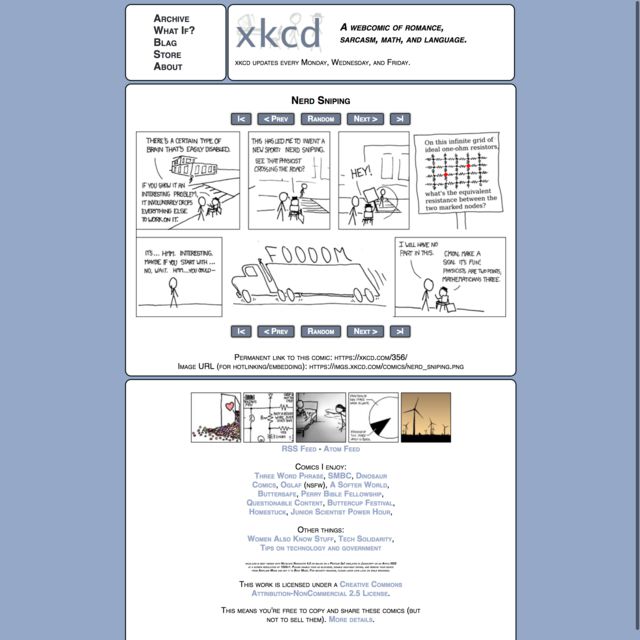 Archive
What If?
Blag
Store
About
xkcd
A webcomic of romance,
sarcasm, math, and language.
xkcd updates every Monday, Wednesday, and Friday.
Nerd Sniping
|<
< Prev
Random
Next >
>|
THERE'S A CERTAIN TYPE OF
BRAIN THAT'S EASILY DISABLED.
IF YOU SHOW IT AN
INTERESTING PROBLEM,
IT INVOLUNTARILY DROPS
EVERYTHING ELSE
TO WORK ON IT.
THIS HAS LED ME TO INVENT A
NEW SPORT: NERD SNIPING.
SEE THAT PHYSICIST
CROSSING THE ROAD?
HEY!
On this infinite grid of
ideal one-ohm resistors,
what's the equivalent
resistance between the
two marked nodes?
IT'S... HMM. INTERESTING.
MAYBE IF YOU START WITH ...
NO, WAIT. HMM...YOU COULD–
FOOOOM
I WILL HAVE NO
PART IN THIS.
C'MON, MAKE A
SIGN. IT'S FUN!
PHYSICISTS ARE TWO POINTS,
MATHEMATICIANS THREE.
|<
< Prev
Random
Next >
>|
Permanent link to this comic: https://xkcd.com/356/
Image URL (for hotlinking/embedding): https://imgs.xkcd.com/comics/nerd_sniping.png
RSS Feed - Atom Feed
Comics I enjoy:
Three Word Phrase, SMBC, Dinosaur
Comics, Oglaf (nsfw), A Softer World,
Buttersafe, Perry Bible Fellowship,
Questionable Content, Buttercup Festival,
Homestuck, Junior Scientist Power Hour,
Other things:
Women Also Know Stuff, Tech Solidarity,
Tips on technology and government
This work is licensed under a Creative Commons
Attribution-NonCommercial 2.5 License.
This means you're free to copy and share these comics (but
not to sell them). More details.